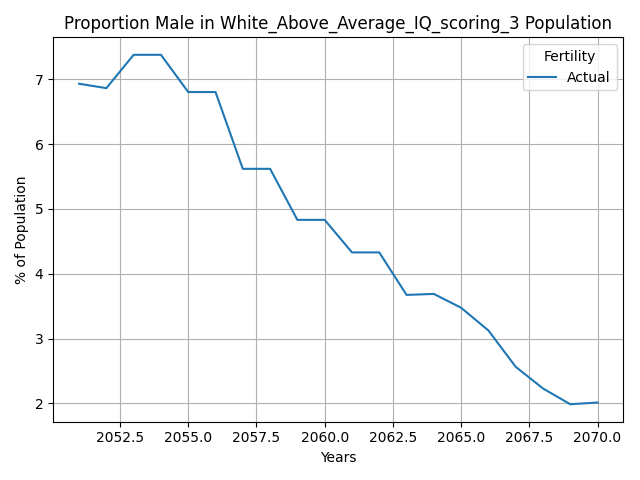 Proportion Male in White_Above_Average_IQ_scoring_3 Population
Fertility
Actual
% of Population
7
6
5
4
3
2
2052.5 2055.0 2057.5 2060.0 2062.5 2065.0 2067.5 2070.0
Years